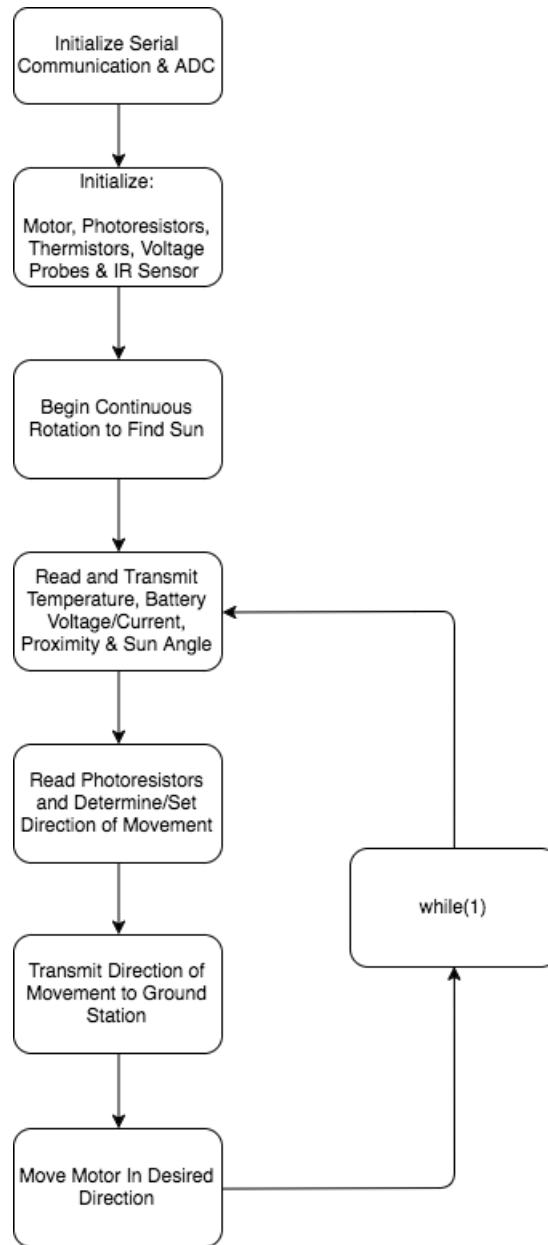 Initialize Serial
Communication & ADC
Initialize:
Motor, Photoresistors,
Thermistors, Voltage
Probes & IR Sensor
Begin Continuous
Rotation to Find Sun
Read and Transmit
Temperature, Battery
Voltage/Current,
Proximity & Sun Angle
Read Photoresistors
and Determine/Set
Direction of Movement
while(1)
Transmit Direction of
Movement to Ground
Station
Move Motor In Desired
Direction